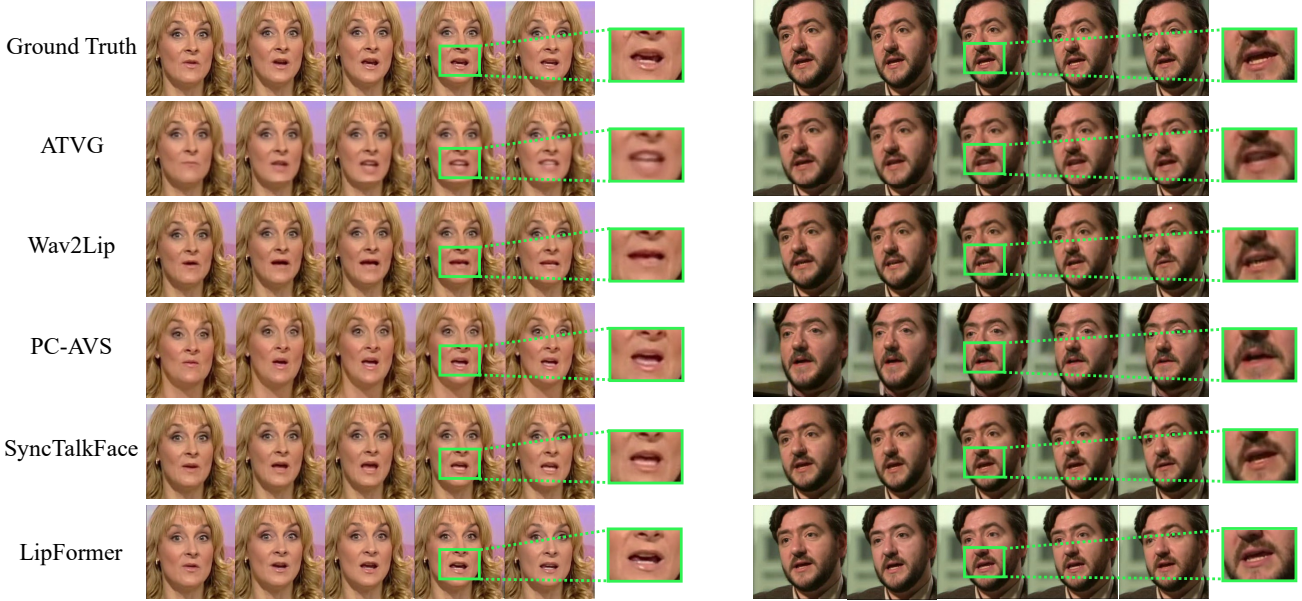 Ground Truth
ATVG
Wav2Lip
PC-AVS
SyncTalkFace
LipFormer